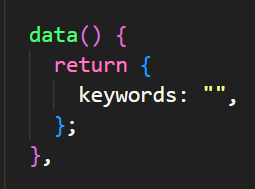 data() {
  return {
    keywords: "",
  };
},